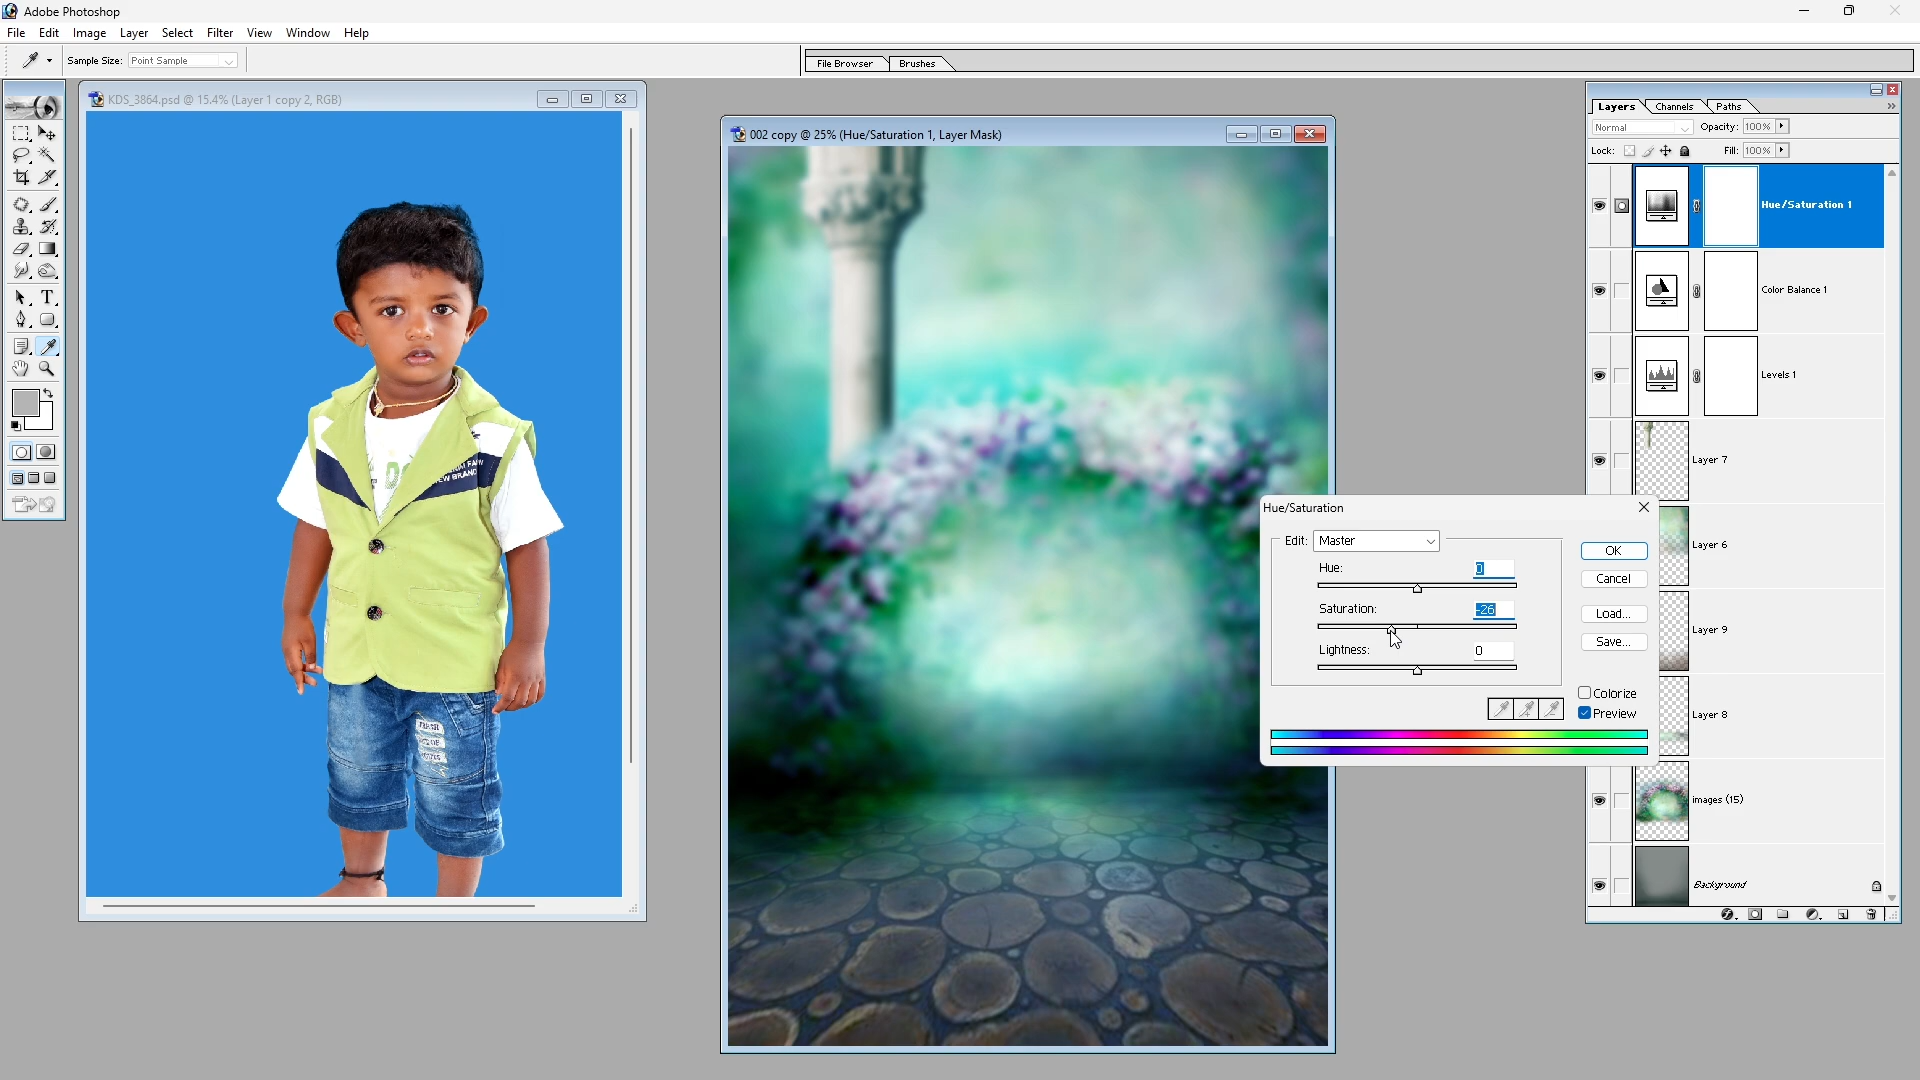 Adobe Photoshop
File Edit Image Layer Select Filter View Window Help
Sample Size: Point Sample
File Browser Brushes
KDS_3864.psd @ 15.4% (Layer 1 copy 2, RGB)
002 copy @ 25% (Hue/Saturation 1, Layer Mask)
Layers Channels Paths
Normal Opacity: 100%
Lock: Fill: 100%
Hue/Saturation 1
Color Balance 1
Levels 1
Layer 7
Layer 6
Layer 9
Layer 8
images (15)
Background
Hue/Saturation
Edit: Master
Hue: 0
Saturation: -26
Lightness: 0
OK
Cancel
Load...
Save...
Colorize
Preview
T